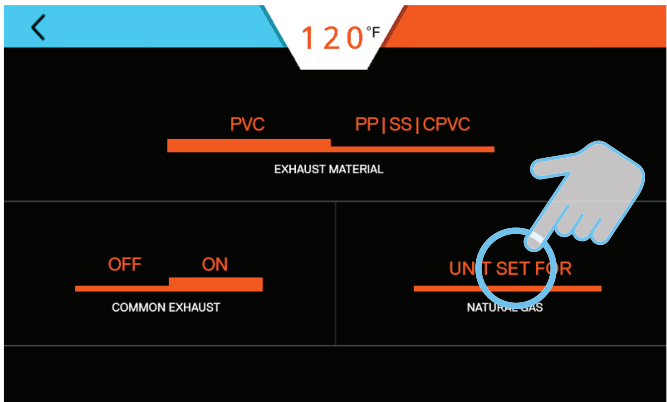 120°F
PVC PP|SS|CPVC
EXHAUST MATERIAL
OFF ON
COMMON EXHAUST
UNIT SET FOR
NATURAL GAS